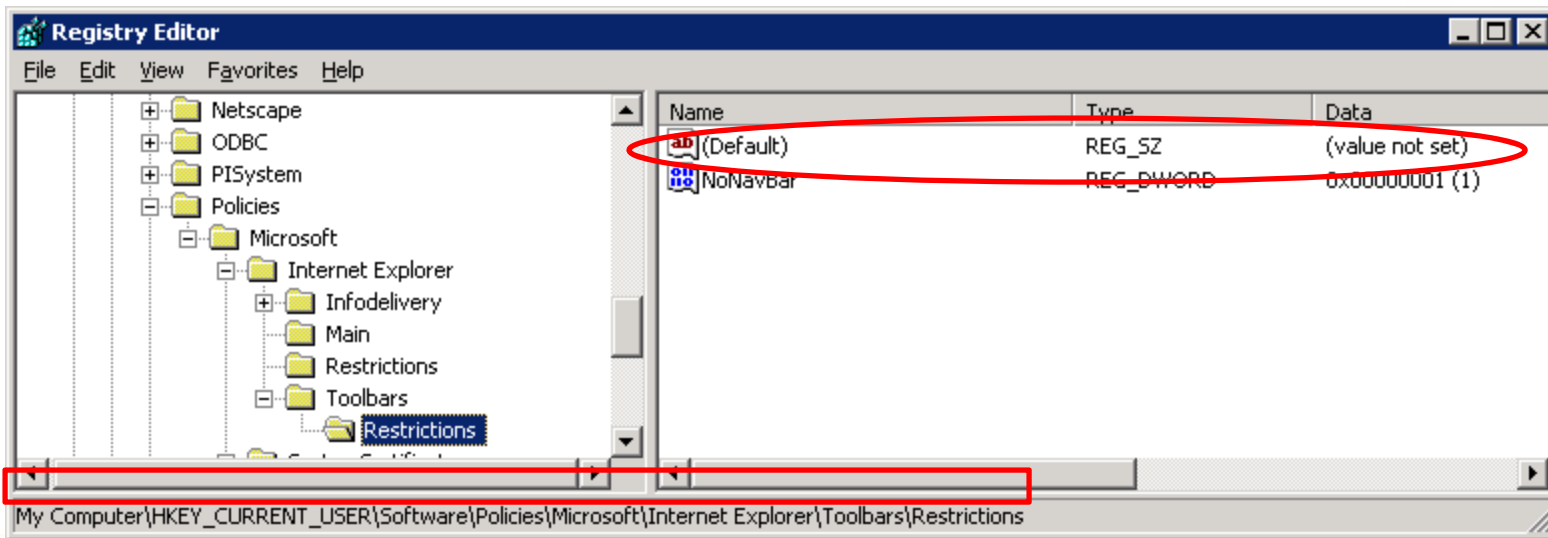 Registry Editor
File Edit View Favorites Help
Netscape
ODBC
PISystem
Policies
Microsoft
Internet Explorer
Infodelivery
Main
Restrictions
Toolbars
Restrictions
Name Type Data
(Default) REG_SZ (value not set)
NoNavBar REG_DWORD 0x00000001 (1)
My Computer\HKEY_CURRENT_USER\Software\Policies\Microsoft\Internet Explorer\Toolbars\Restrictions